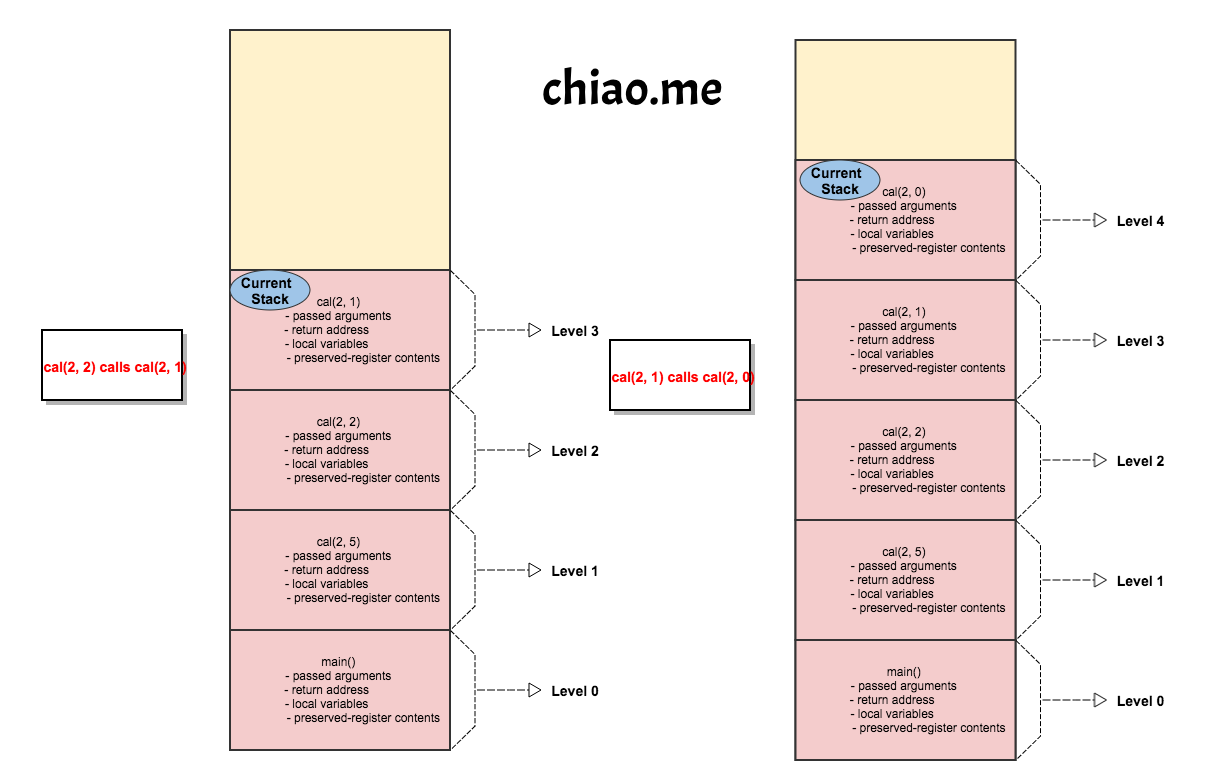 chiao.me
cal(2, 2) calls cal(2, 1)
Current
Stack
cal(2, 1)
- passed arguments
- return address
- local variables
- preserved-register contents
Level 3
cal(2, 2)
- passed arguments
- return address
- local variables
- preserved-register contents
Level 2
cal(2, 5)
- passed arguments
- return address
- local variables
- preserved-register contents
Level 1
main()
- passed arguments
- return address
- local variables
- preserved-register contents
Level 0
cal(2, 1) calls cal(2, 0)
Current
Stack
cal(2, 0)
- passed arguments
- return address
- local variables
- preserved-register contents
Level 4
cal(2, 1)
- passed arguments
- return address
- local variables
- preserved-register contents
Level 3
cal(2, 2)
- passed arguments
- return address
- local variables
- preserved-register contents
Level 2
cal(2, 5)
- passed arguments
- return address
- local variables
- preserved-register contents
Level 1
main()
- passed arguments
- return address
- local variables
- preserved-register contents
Level 0